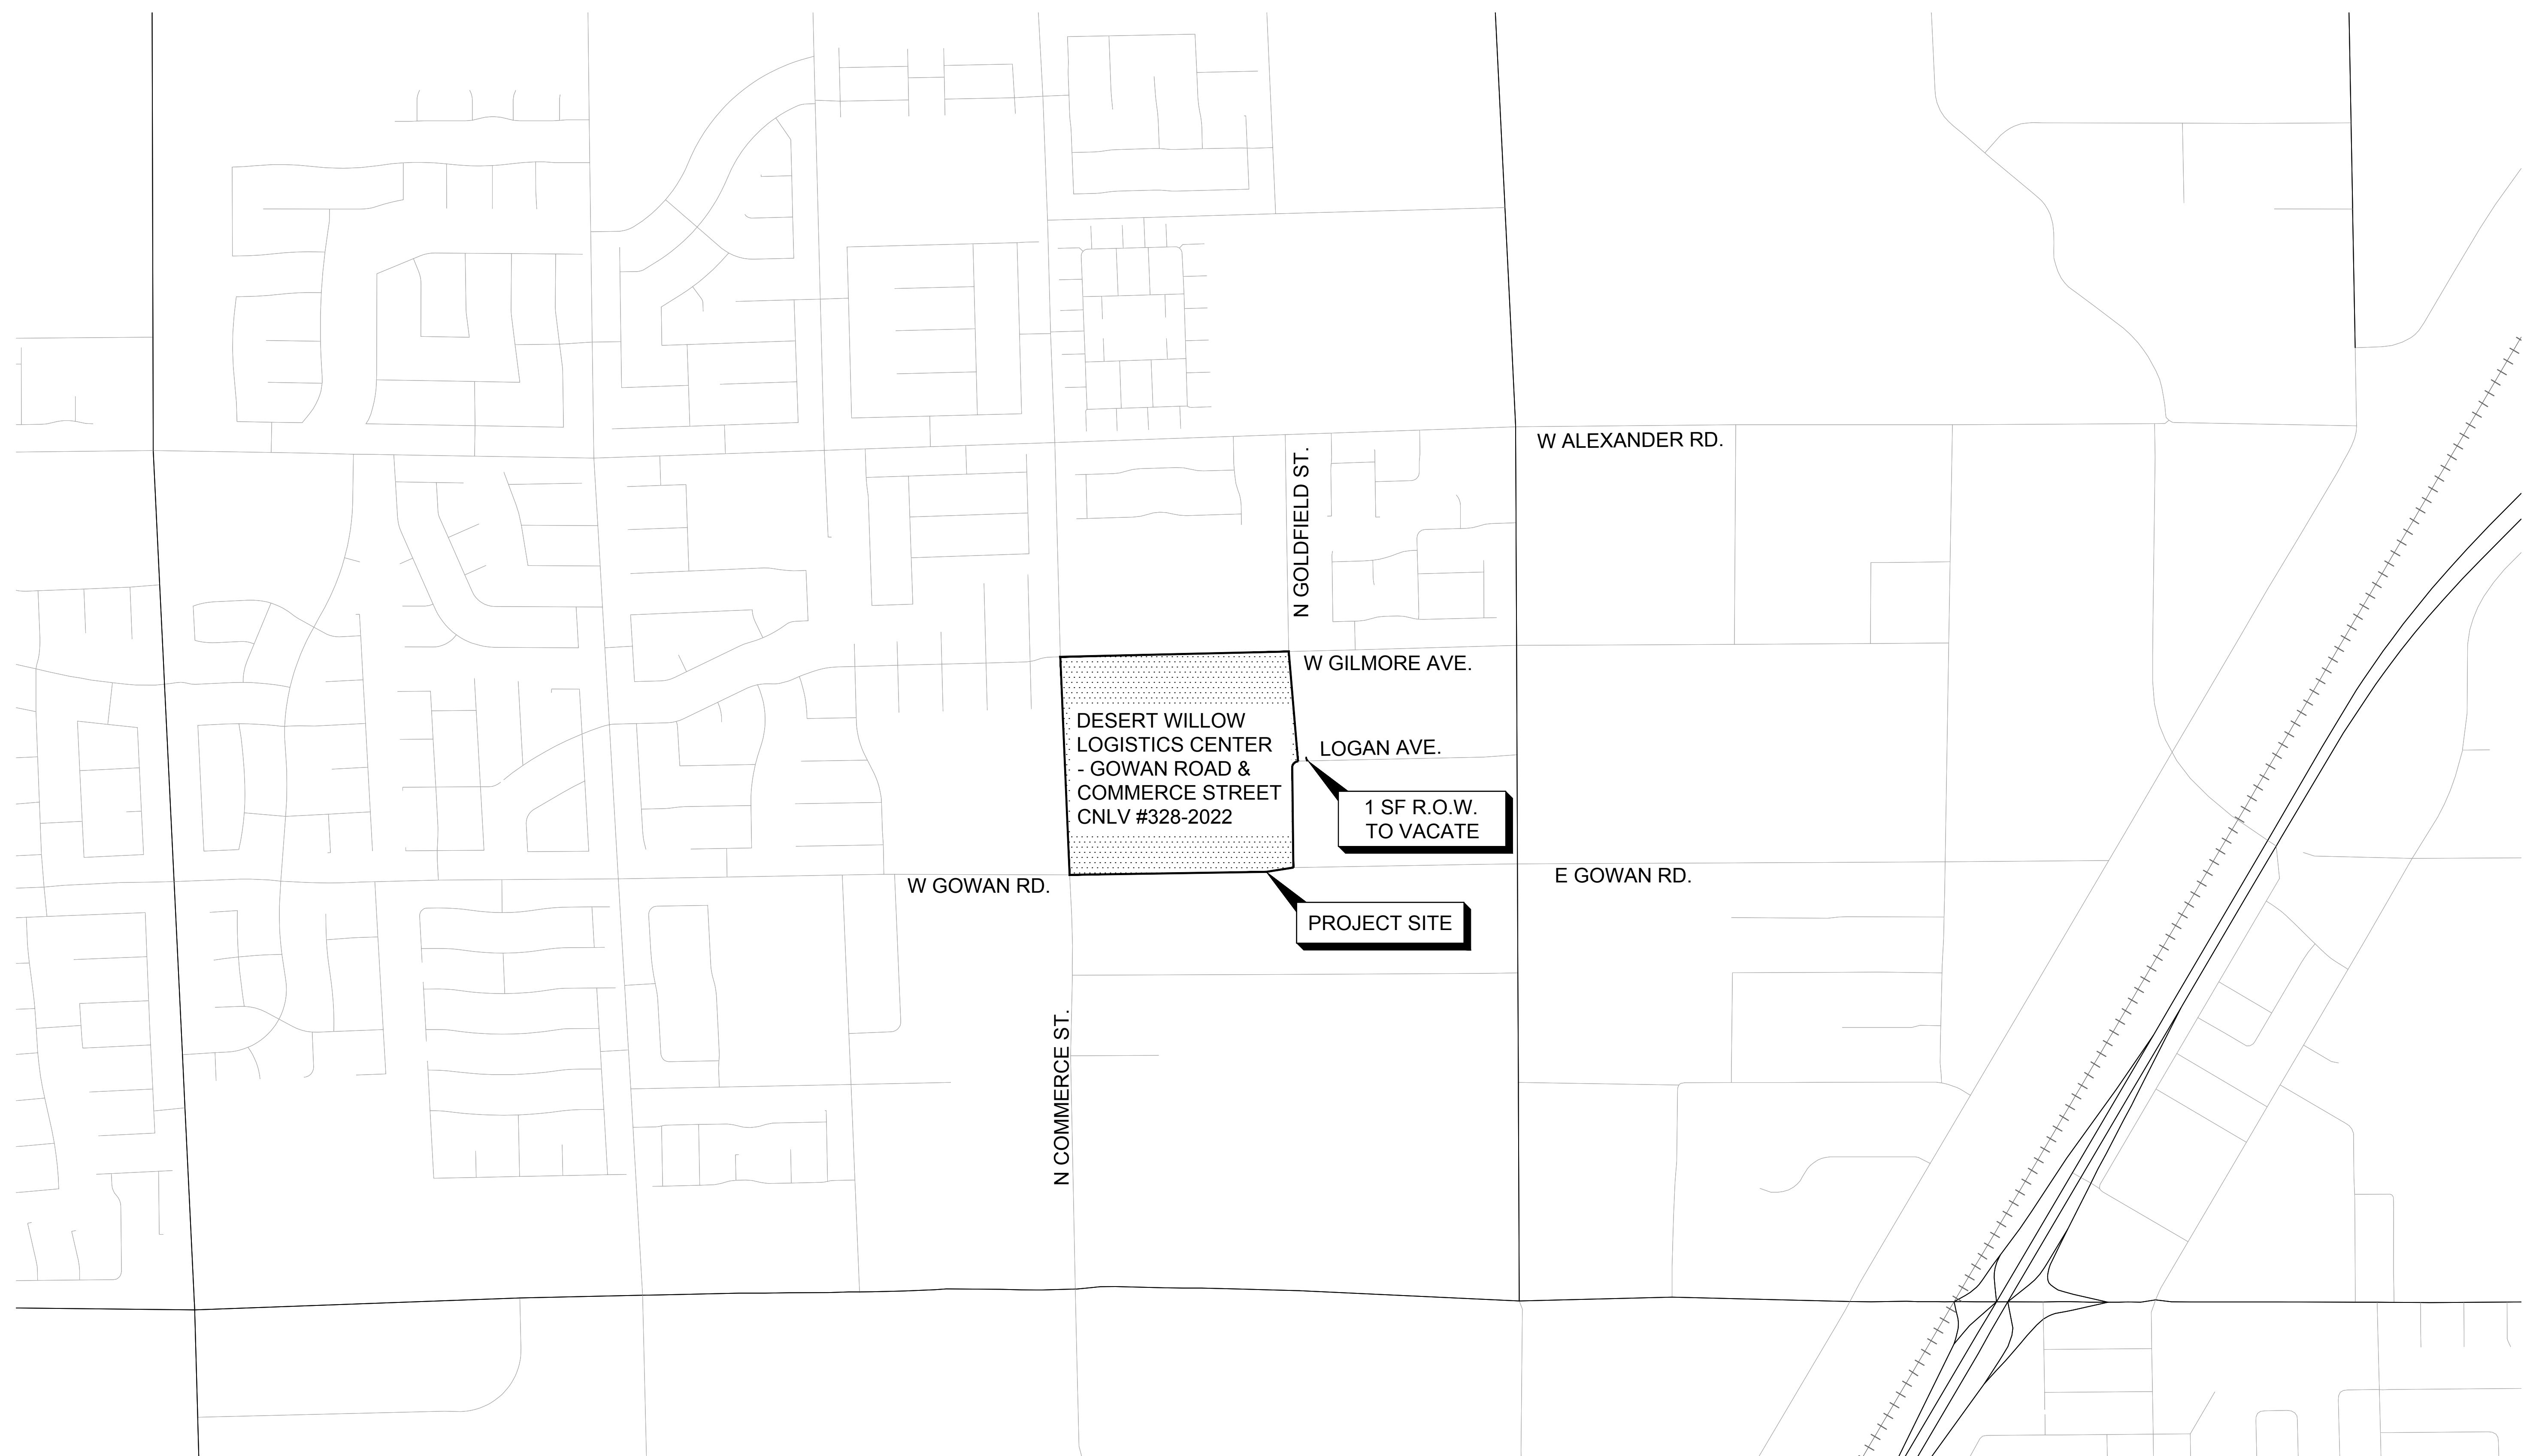 W ALEXANDER RD.
N GOLDFIELD ST.
W GILMORE AVE.
DESERT WILLOW
LOGISTICS CENTER
- GOWAN ROAD &
COMMERCE STREET
CNLV #328-2022
LOGAN AVE.
1 SF R.O.W.
TO VACATE
W GOWAN RD.
E GOWAN RD.
PROJECT SITE
N COMMERCE ST.